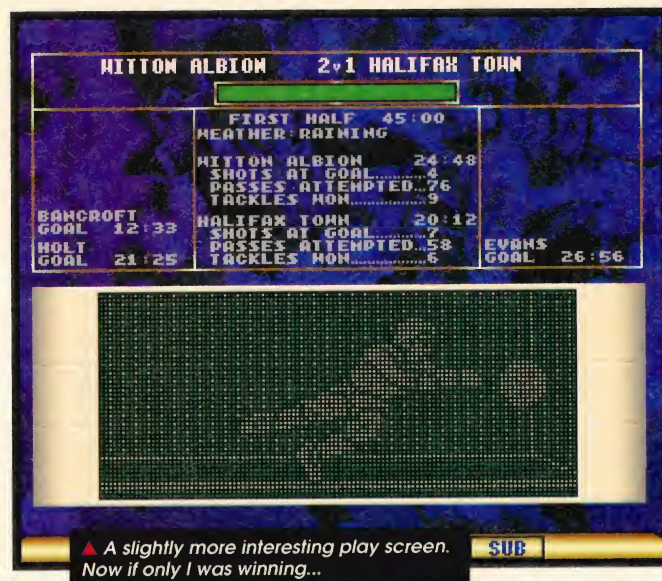 WITTON ALBION 2v1 HALIFAX TOWN
FIRST HALF 45:00
WEATHER:RAINING
WITTON ALBION 24:48
SHOTS AT GOAL............4
PASSES ATTEMPTED..76
TACKLES WON..............9
BANCROFT
GOAL 12:33
HOLT
GOAL 21:25
HALIFAX TOWN 20:12
SHOTS AT GOAL............7
PASSES ATTEMPTED..58
TACKLES WON..............6
EVANS
GOAL 26:56
▲ A slightly more interesting play screen.
Now if only I was winning...
SUB